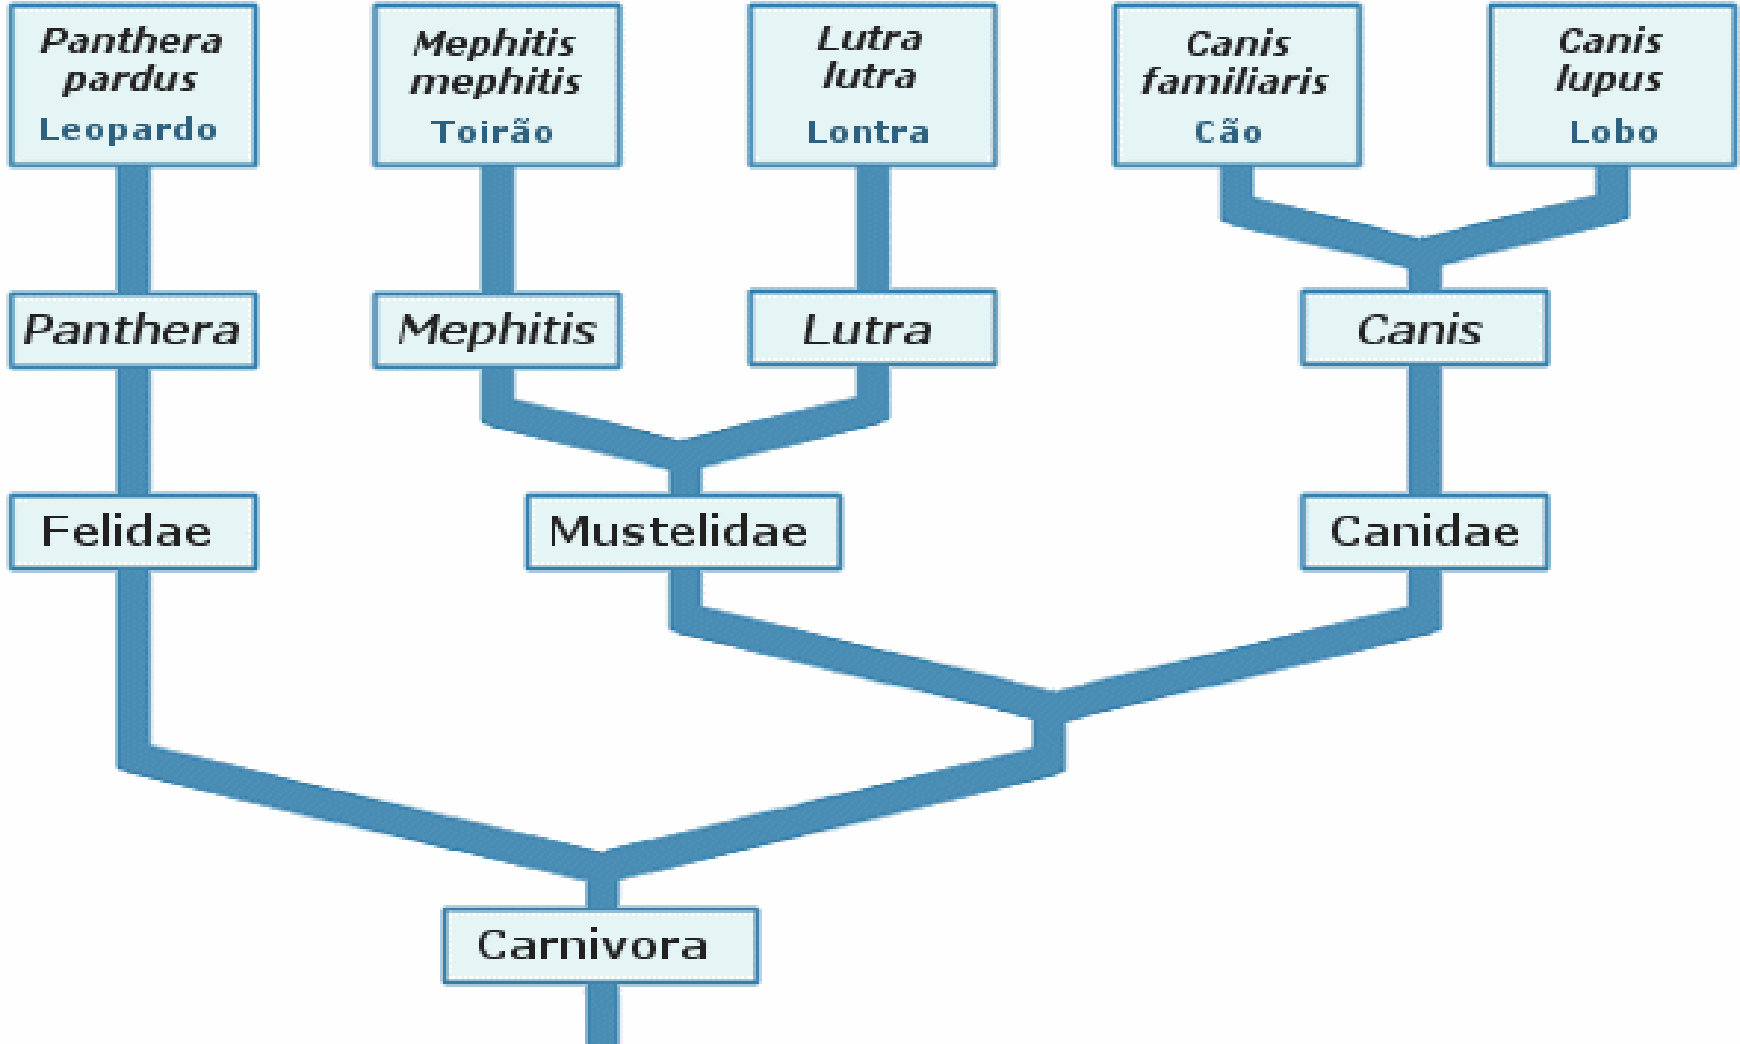 Panthera
pardus
Leopardo
Mephitis
mephitis
Toirão
Lutra
lutra
Lontra
Canis
familiaris
Cão
Canis
lupus
Lobo
Panthera
Mephitis
Lutra
Canis
Felidae
Mustelidae
Canidae
Carnivora